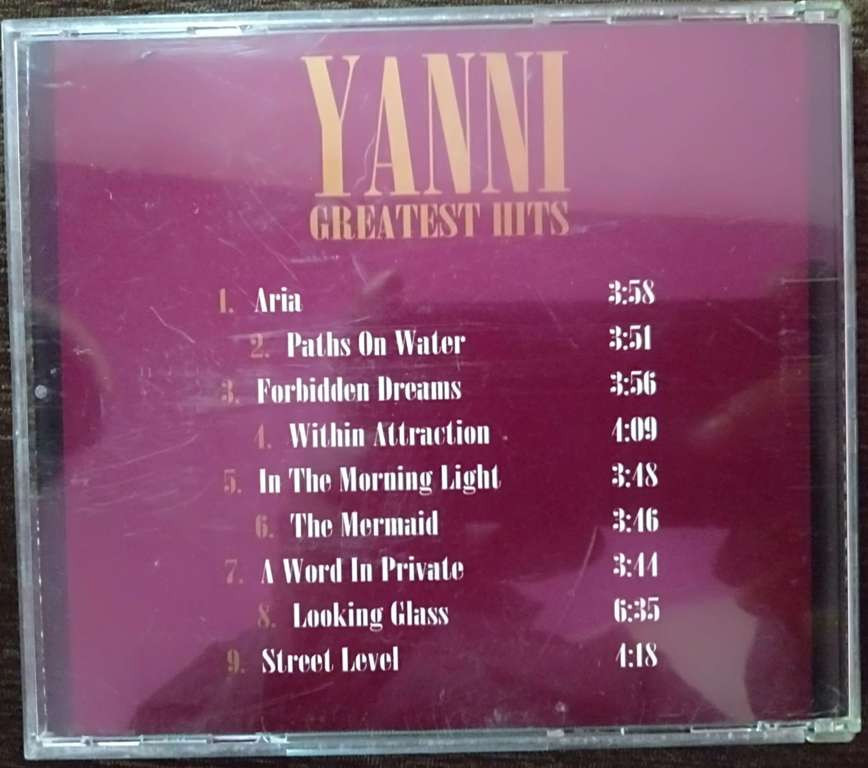 YANNI
GREATEST HITS
1. Aria 3:58
2. Paths On Water 3:51
3. Forbidden Dreams 3:56
4. Within Attraction 4:09
5. In The Morning Light 3:48
6. The Mermaid 3:46
7. A Word In Private 3:44
8. Looking Glass 6:35
9. Street Level 4:18